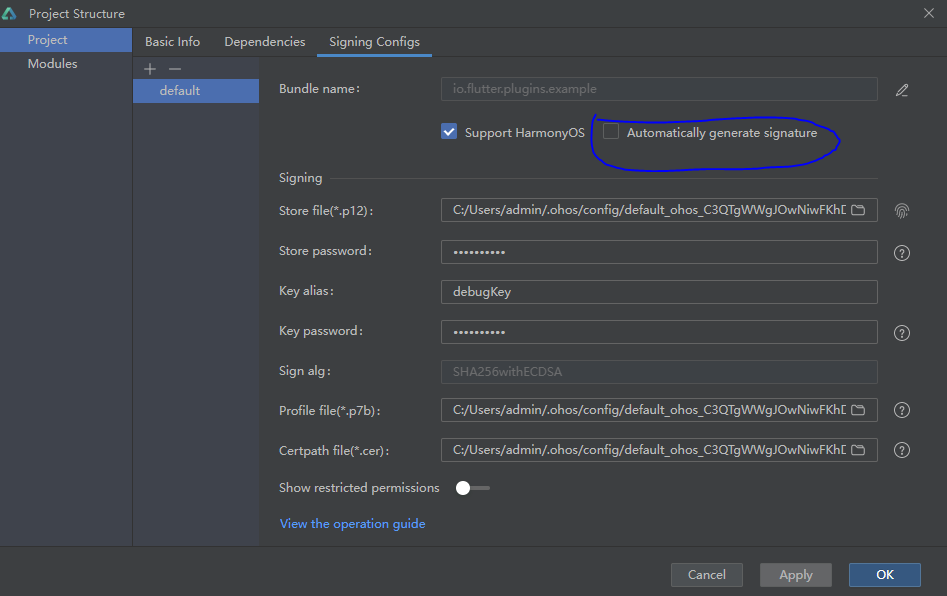 Project Structure
Project
Modules
Basic Info Dependencies Signing Configs
default
Bundle name: io.flutter.plugins.example
Support HarmonyOS Automatically generate signature
Signing
Store file(*.p12): C:/Users/admin/.ohos/config/default_ohos_C3QTgWWgJOwNiwFKhD
Store password: ••••••••••
Key alias: debugKey
Key password: ••••••••••
Sign alg: SHA256withECDSA
Profile file(*.p7b): C:/Users/admin/.ohos/config/default_ohos_C3QTgWWgJOwNiwFKhD
Certpath file(*.cer): C:/Users/admin/.ohos/config/default_ohos_C3QTgWWgJOwNiwFKhD
Show restricted permissions
View the operation guide
Cancel Apply OK